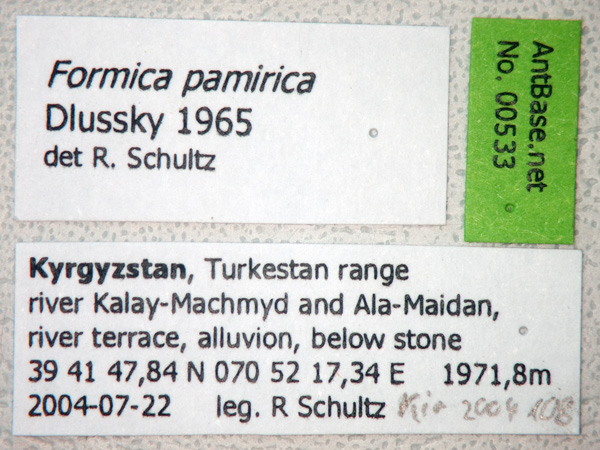 Formica pamirica
Dlussky 1965
det R. Schultz
AntBase.net
No. 00533
Kyrgyzstan, Turkestan range
river Kalay-Machmyd and Ala-Maidan,
river terrace, alluvion, below stone
39 41 47,84 N 070 52 17,34 E 1971,8m
2004-07-22 leg. R Schultz Kir 2004